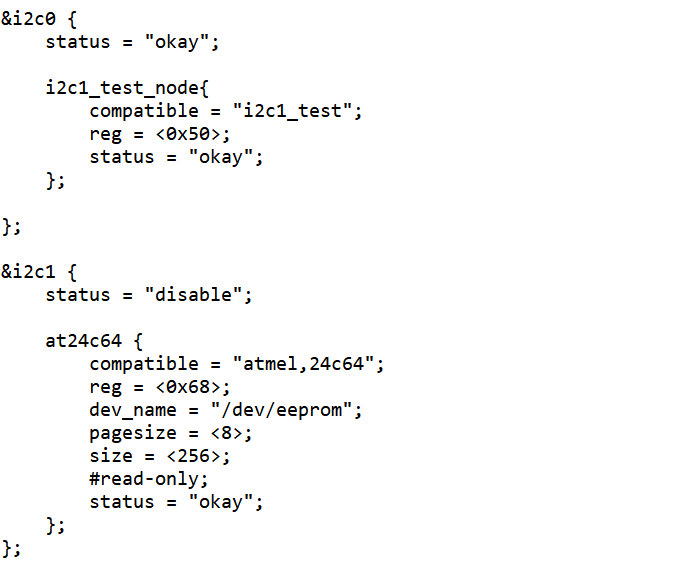 &i2c0 {
    status = "okay";

    i2c1_test_node{
        compatible = "i2c1_test";
        reg = <0x50>;
        status = "okay";
    };

};

&i2c1 {
    status = "disable";

    at24c64 {
        compatible = "atmel,24c64";
        reg = <0x68>;
        dev_name = "/dev/eeprom";
        pagesize = <8>;
        size = <256>;
        #read-only;
        status = "okay";
    };
};